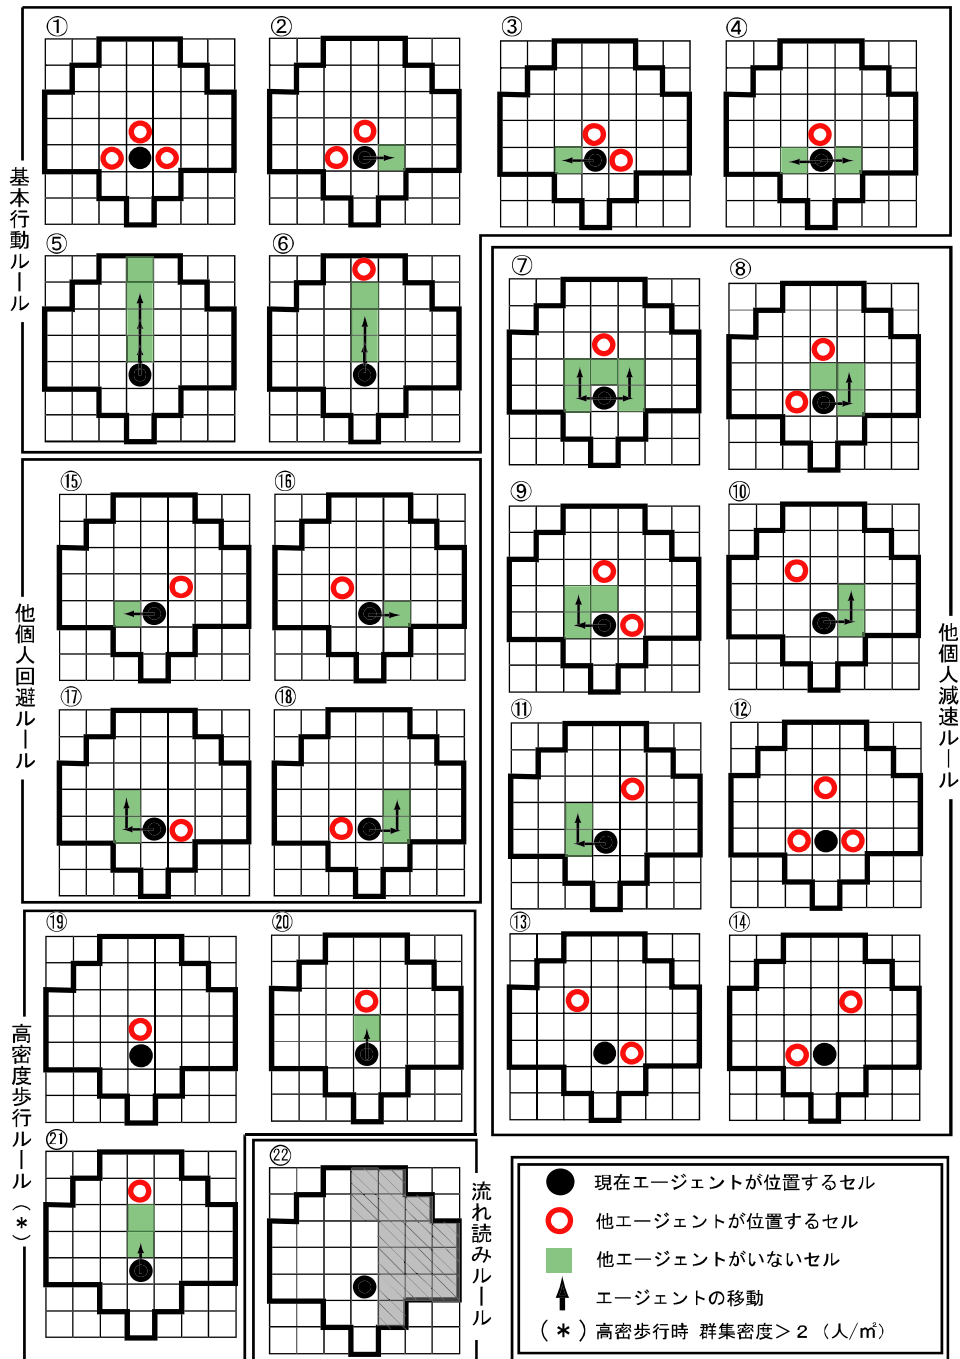 基本行動ルール
①
②
③
④
⑤
⑥
他個人減速ルール
⑦
⑧
⑨
⑩
⑪
⑫
⑬
⑭
他個人回避ルール
⑮
⑯
⑰
⑱
高密度歩行ルール(*)
⑲
⑳
㉑
流れ読みルール
㉒
現在エージェントが位置するセル
他エージェントが位置するセル
他エージェントがいないセル
エージェントの移動
(*)高密歩行時 群集密度>2 (人/㎡)